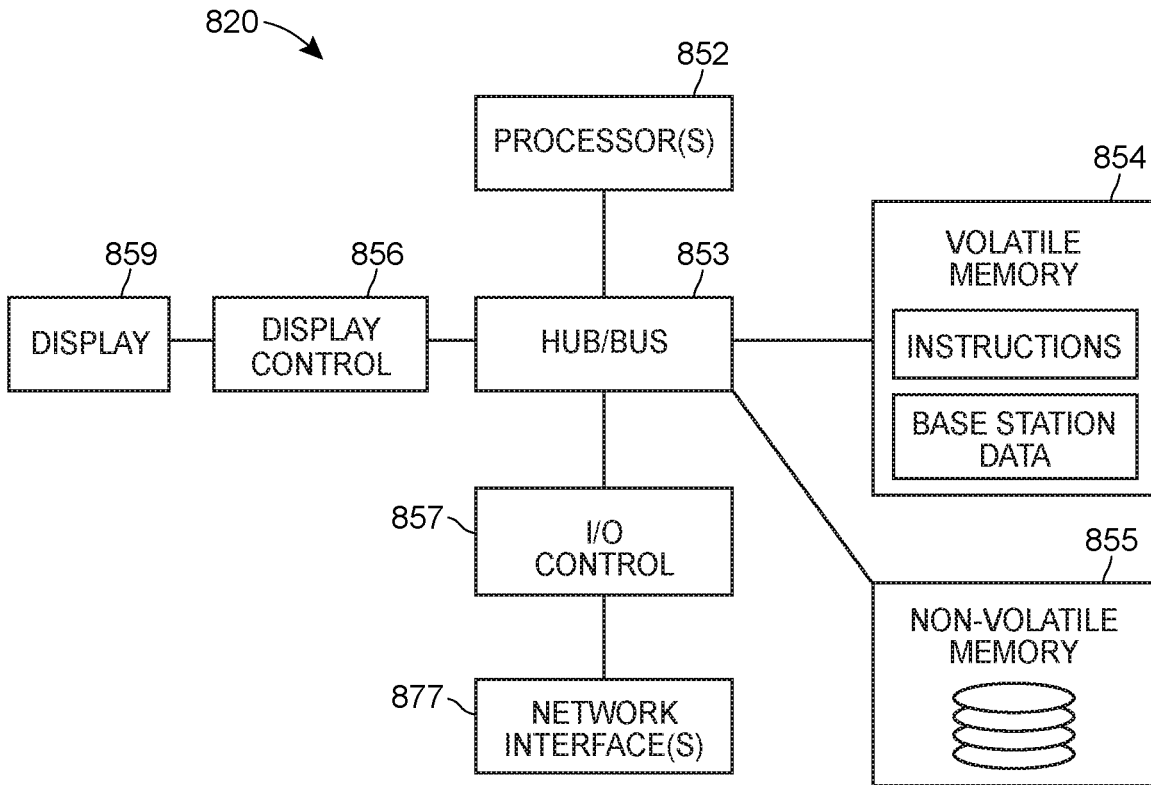 820
852
PROCESSOR(S)
854
VOLATILE
MEMORY
INSTRUCTIONS
BASE STATION
DATA
859
DISPLAY
856
DISPLAY
CONTROL
853
HUB/BUS
857
I/O
CONTROL
855
NON-VOLATILE
MEMORY
877
NETWORK
INTERFACE(S)